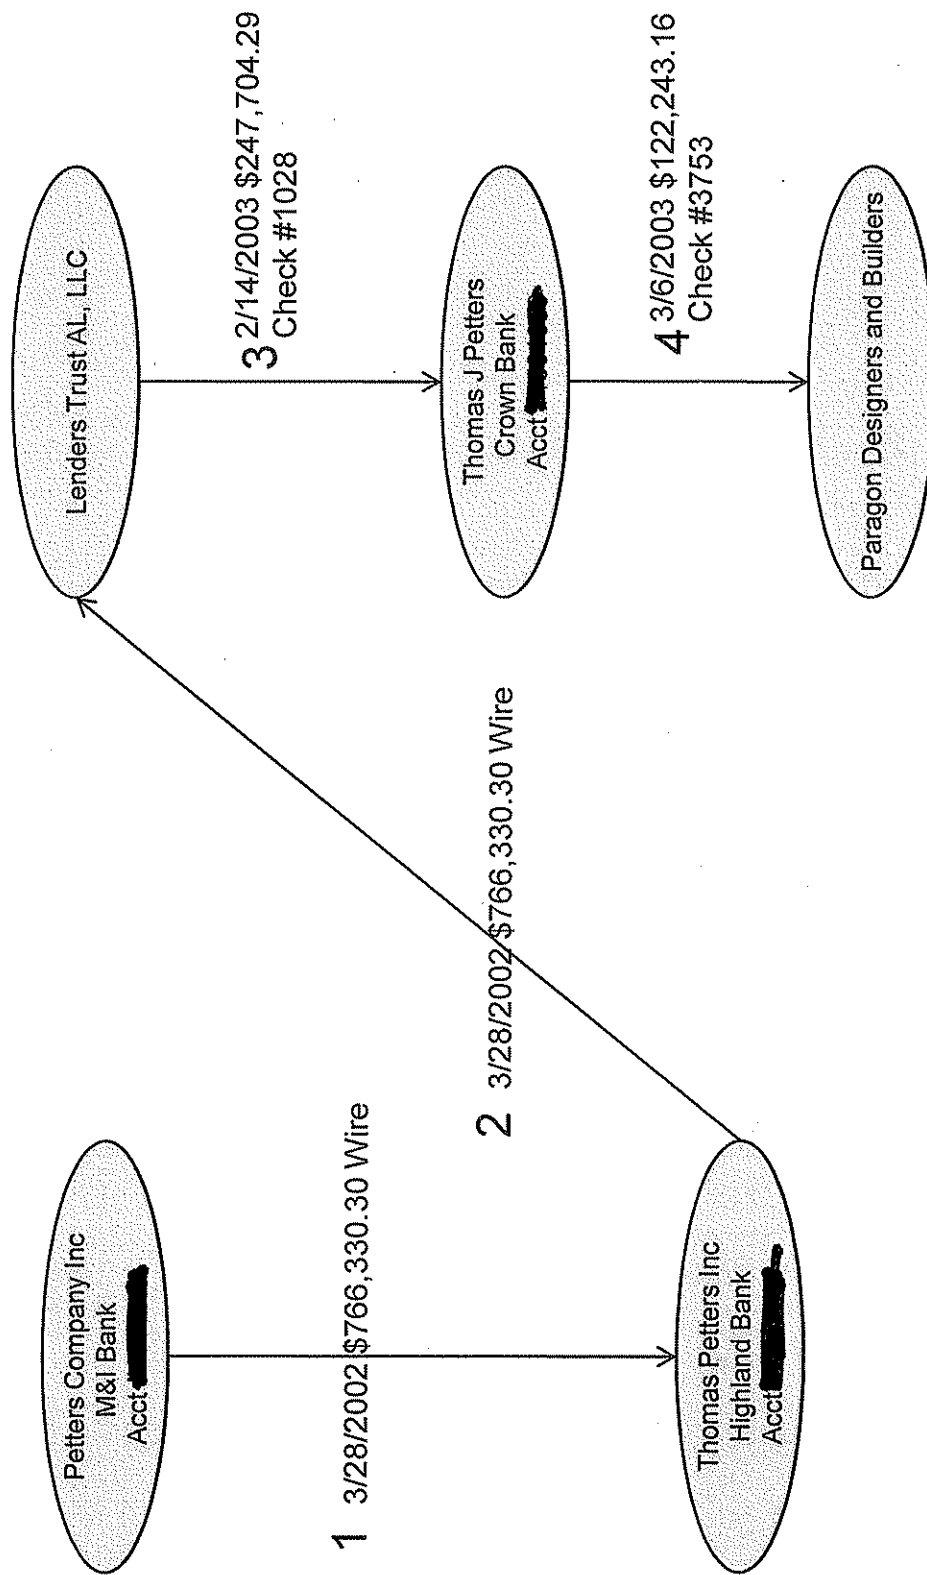 Petters Company Inc
M&I Bank
Acct
1 3/28/2002 $766,330.30 Wire
Thomas Petters Inc
Highland Bank
Acct
2 3/28/2002 $766,330.30 Wire
Lenders Trust AL, LLC
3 2/14/2003 $247,704.29
Check #1028
Thomas J Petters
Crown Bank
Acct
4 3/6/2003 $122,243.16
Check #3753
Paragon Designers and Builders